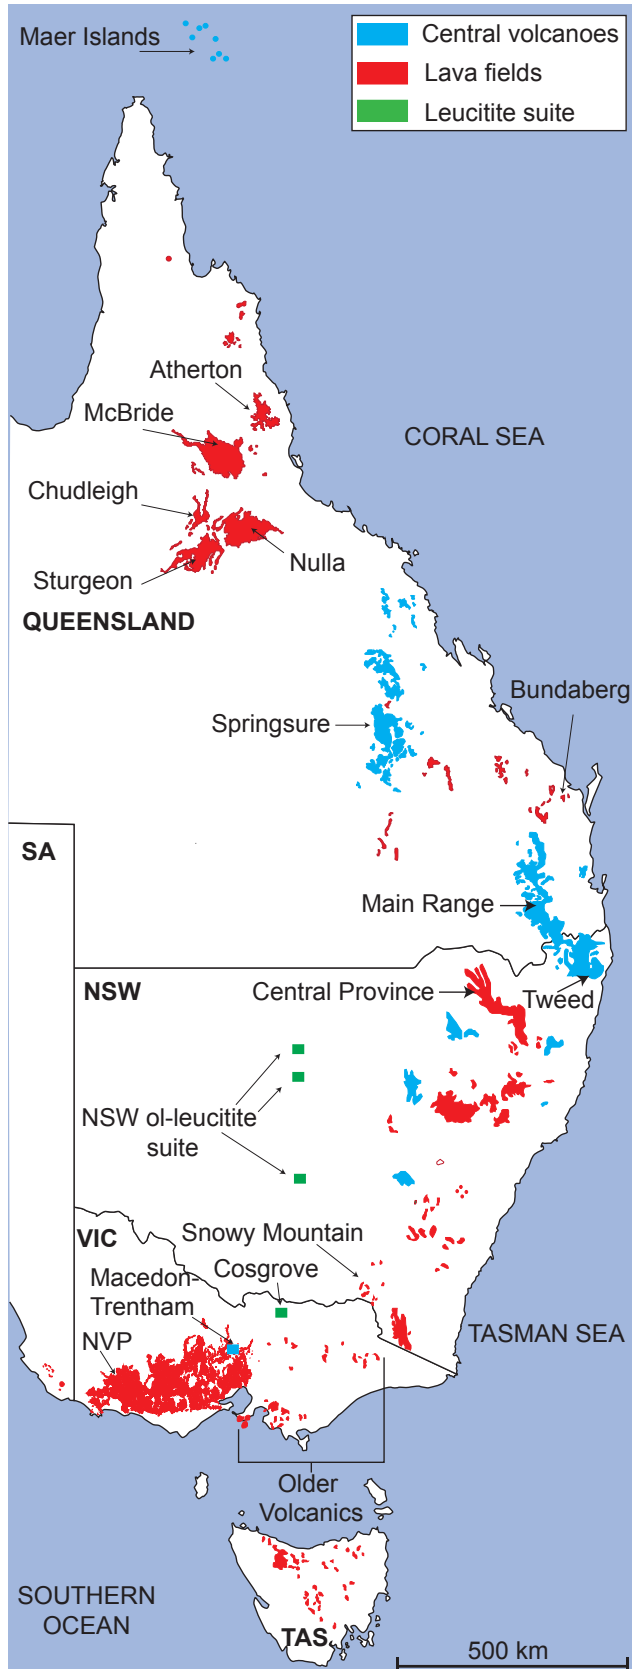 Maer Islands
Central volcanoes
Lava fields
Leucitite suite
Atherton
McBride
CORAL SEA
Chudleigh
Nulla
Sturgeon
QUEENSLAND
Bundaberg
Springsure
SA
Main Range
NSW
Central Province
Tweed
NSW ol-leucitite
suite
Snowy Mountain
VIC
Cosgrove
Macedon-
Trentham
NVP
TASMAN SEA
Older
Volcanics
SOUTHERN
OCEAN
TAS
500 km